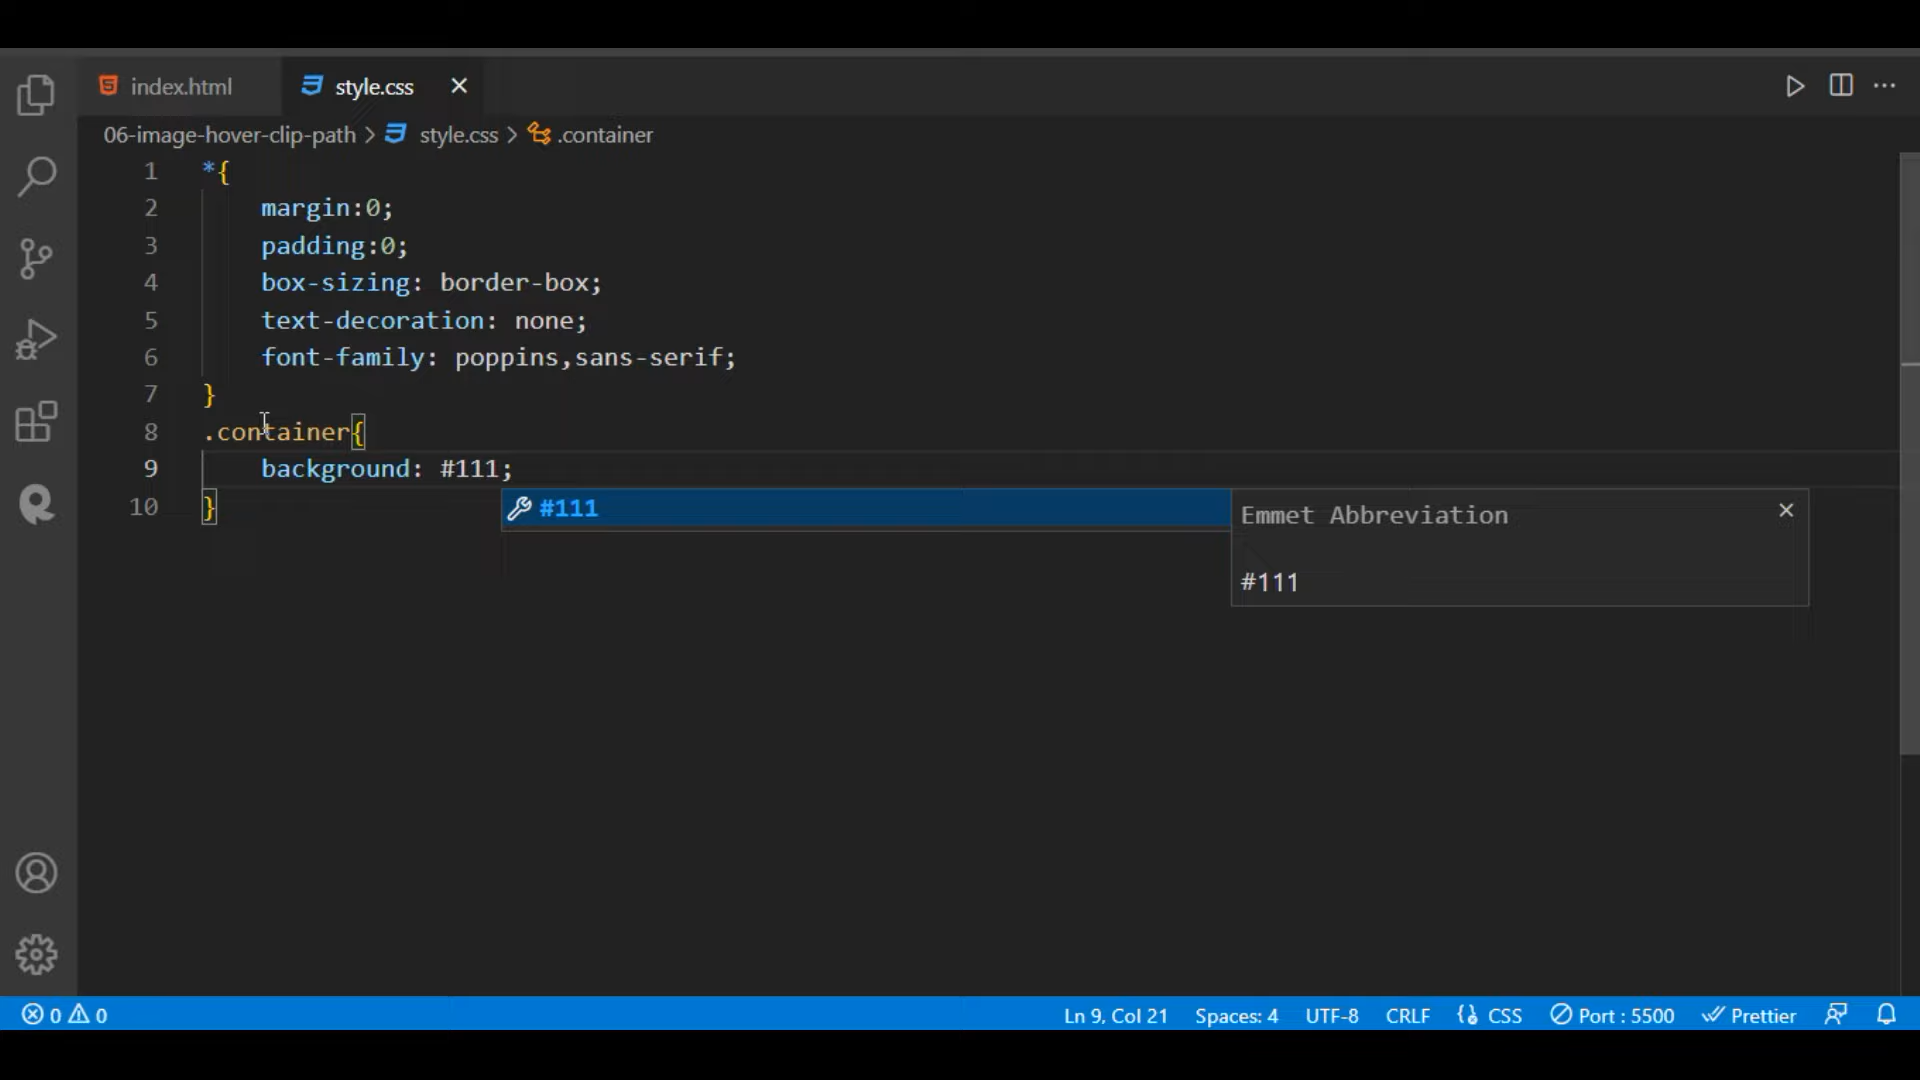 index.html
style.css
06-image-hover-clip-path > style.css > .container
1 *{
2 margin:0;
3 padding:0;
4 box-sizing: border-box;
5 text-decoration: none;
6 font-family: poppins,sans-serif;
7 }
8 .container{
9 background: #111;
10 }
#111
Emmet Abbreviation
#111
0 0
Ln 9, Col 21
Spaces: 4
UTF-8
CRLF
CSS
Port : 5500
Prettier